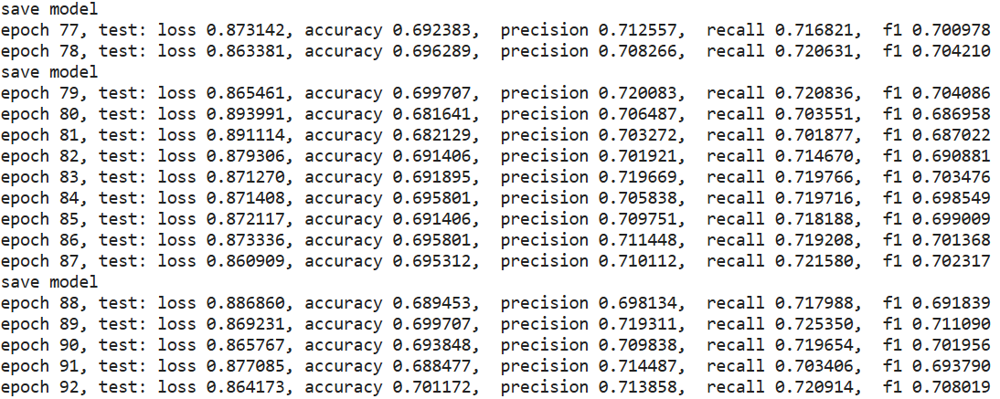 save model
epoch 77, test: loss 0.873142, accuracy 0.692383,  precision 0.712557,  recall 0.716821,  f1 0.700978
epoch 78, test: loss 0.863381, accuracy 0.696289,  precision 0.708266,  recall 0.720631,  f1 0.704210
save model
epoch 79, test: loss 0.865461, accuracy 0.699707,  precision 0.720083,  recall 0.720836,  f1 0.704086
epoch 80, test: loss 0.893991, accuracy 0.681641,  precision 0.706487,  recall 0.703551,  f1 0.686958
epoch 81, test: loss 0.891114, accuracy 0.682129,  precision 0.703272,  recall 0.701877,  f1 0.687022
epoch 82, test: loss 0.879306, accuracy 0.691406,  precision 0.701921,  recall 0.714670,  f1 0.690881
epoch 83, test: loss 0.871270, accuracy 0.691895,  precision 0.719669,  recall 0.719766,  f1 0.703476
epoch 84, test: loss 0.871408, accuracy 0.695801,  precision 0.705838,  recall 0.719716,  f1 0.698549
epoch 85, test: loss 0.872117, accuracy 0.691406,  precision 0.709751,  recall 0.718188,  f1 0.699009
epoch 86, test: loss 0.873336, accuracy 0.695801,  precision 0.711448,  recall 0.719208,  f1 0.701368
epoch 87, test: loss 0.860909, accuracy 0.695312,  precision 0.710112,  recall 0.721580,  f1 0.702317
save model
epoch 88, test: loss 0.886860, accuracy 0.689453,  precision 0.698134,  recall 0.717988,  f1 0.691839
epoch 89, test: loss 0.869231, accuracy 0.699707,  precision 0.719311,  recall 0.725350,  f1 0.711090
epoch 90, test: loss 0.865767, accuracy 0.693848,  precision 0.709838,  recall 0.719654,  f1 0.701956
epoch 91, test: loss 0.877085, accuracy 0.688477,  precision 0.714487,  recall 0.703406,  f1 0.693790
epoch 92, test: loss 0.864173, accuracy 0.701172,  precision 0.713858,  recall 0.720914,  f1 0.708019